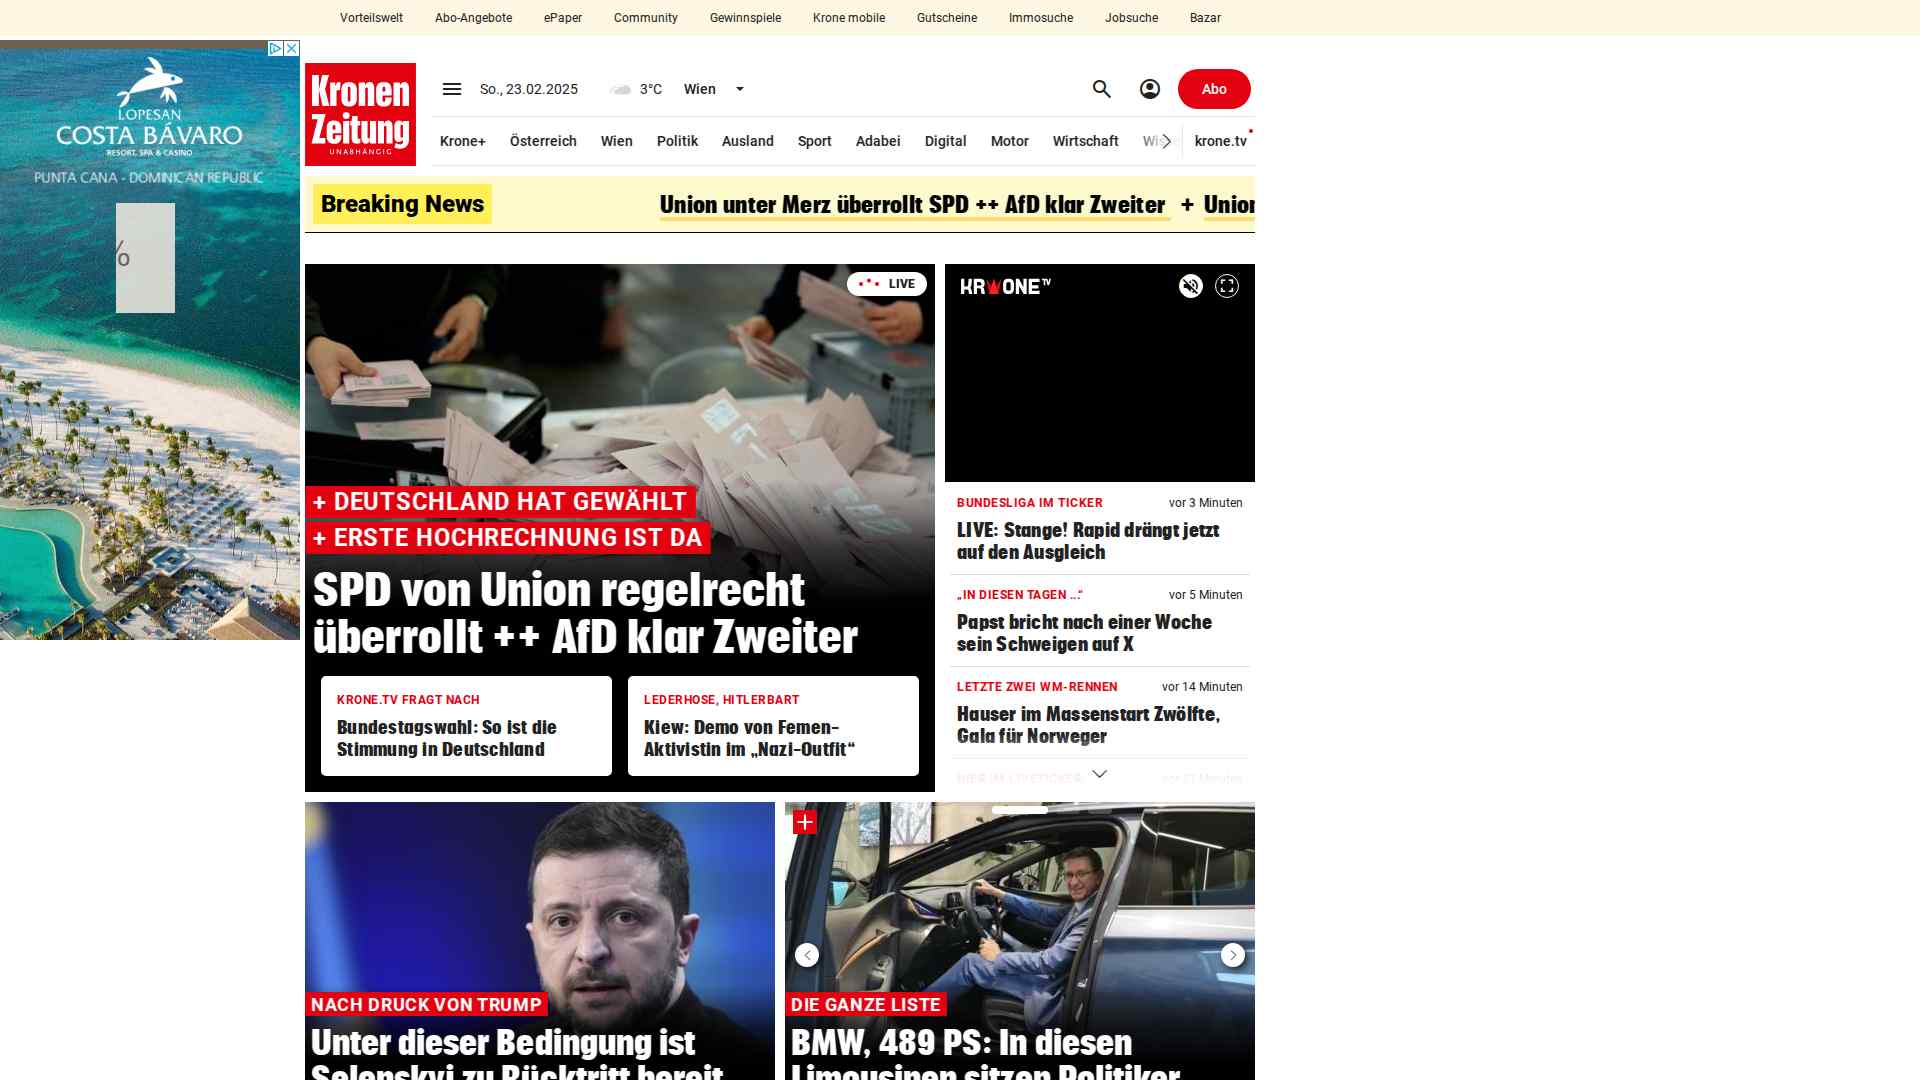 Vorteilswelt Abo-Angebote ePaper Community Gewinnspiele Krone mobile Gutscheine Immosuche Jobsuche Bazar
LOPESAN
COSTA BÁVARO
RESORT, SPA & CASINO
PUNTA CANA - DOMINICAN REPUBLIC
%
Kronen
Zeitung
UNABHÄNGIG
So., 23.02.2025 3°C Wien Abo
Krone+ Österreich Wien Politik Ausland Sport Adabei Digital Motor Wirtschaft krone.tv
Breaking News Union unter Merz überrollt SPD ++ AfD klar Zweiter + Union
LIVE
+ DEUTSCHLAND HAT GEWÄHLT
+ ERSTE HOCHRECHNUNG IST DA
SPD von Union regelrecht
überrollt ++ AfD klar Zweiter
KRONE.TV FRAGT NACH
Bundestagswahl: So ist die
Stimmung in Deutschland
LEDERHOSE, HITLERBART
Kiew: Demo von Femen-
Aktivistin im „Nazi-Outfit“
KRONE TV
BUNDESLIGA IM TICKER vor 3 Minuten
LIVE: Stange! Rapid drängt jetzt
auf den Ausgleich
„IN DIESEN TAGEN ...“ vor 5 Minuten
Papst bricht nach einer Woche
sein Schweigen auf X
LETZTE ZWEI WM-RENNEN vor 14 Minuten
Hauser im Massenstart Zwölfte,
Gala für Norweger
HIER IM LIVETICKER
NACH DRUCK VON TRUMP
Unter dieser Bedingung ist
Selenskyj zu Rücktritt bereit
DIE GANZE LISTE
BMW, 489 PS: In diesen
Limousinen sitzen Politiker